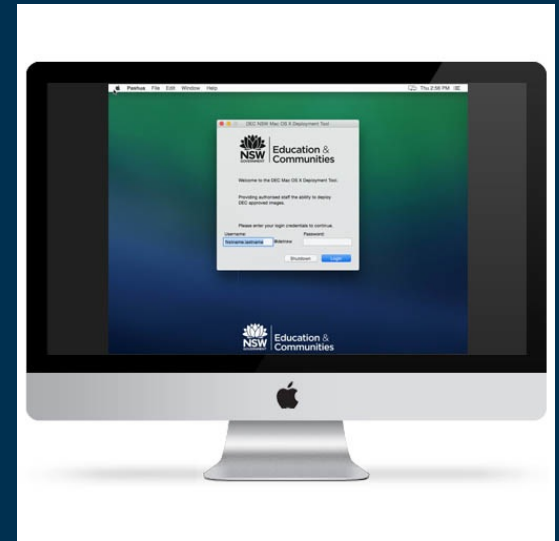 File Edit Window Help
Thu 2:56 PM
DEC NSW Mac OS X Deployment Tool
NSW
GOVERNMENT
Education &
Communities
Welcome to the DEC Mac OS X Deployment Tool.
Providing authorised staff the ability to deploy
DEC approved images.
Please enter your login credentials to continue.
Username: Password:
firstname.lastname
Shutdown Login
NSW
GOVERNMENT
Education &
Communities